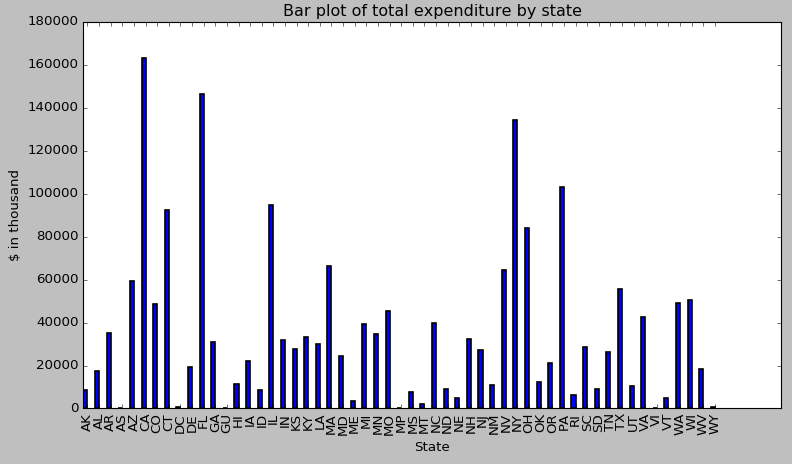 Bar plot of total expenditure by state
180000
160000
140000
120000
100000
80000
60000
40000
20000
0
$ in thousand
AK AL AR AS AZ CA CO CT DC DE FL GA GU HI IA ID IL IN KS KY LA MA MD ME MI MN MO MP MS MT NC ND NE NH NJ NM NV NY OH OK OR PA RI SC SD TN TX UT VA VI VT WA WI WV WY
State